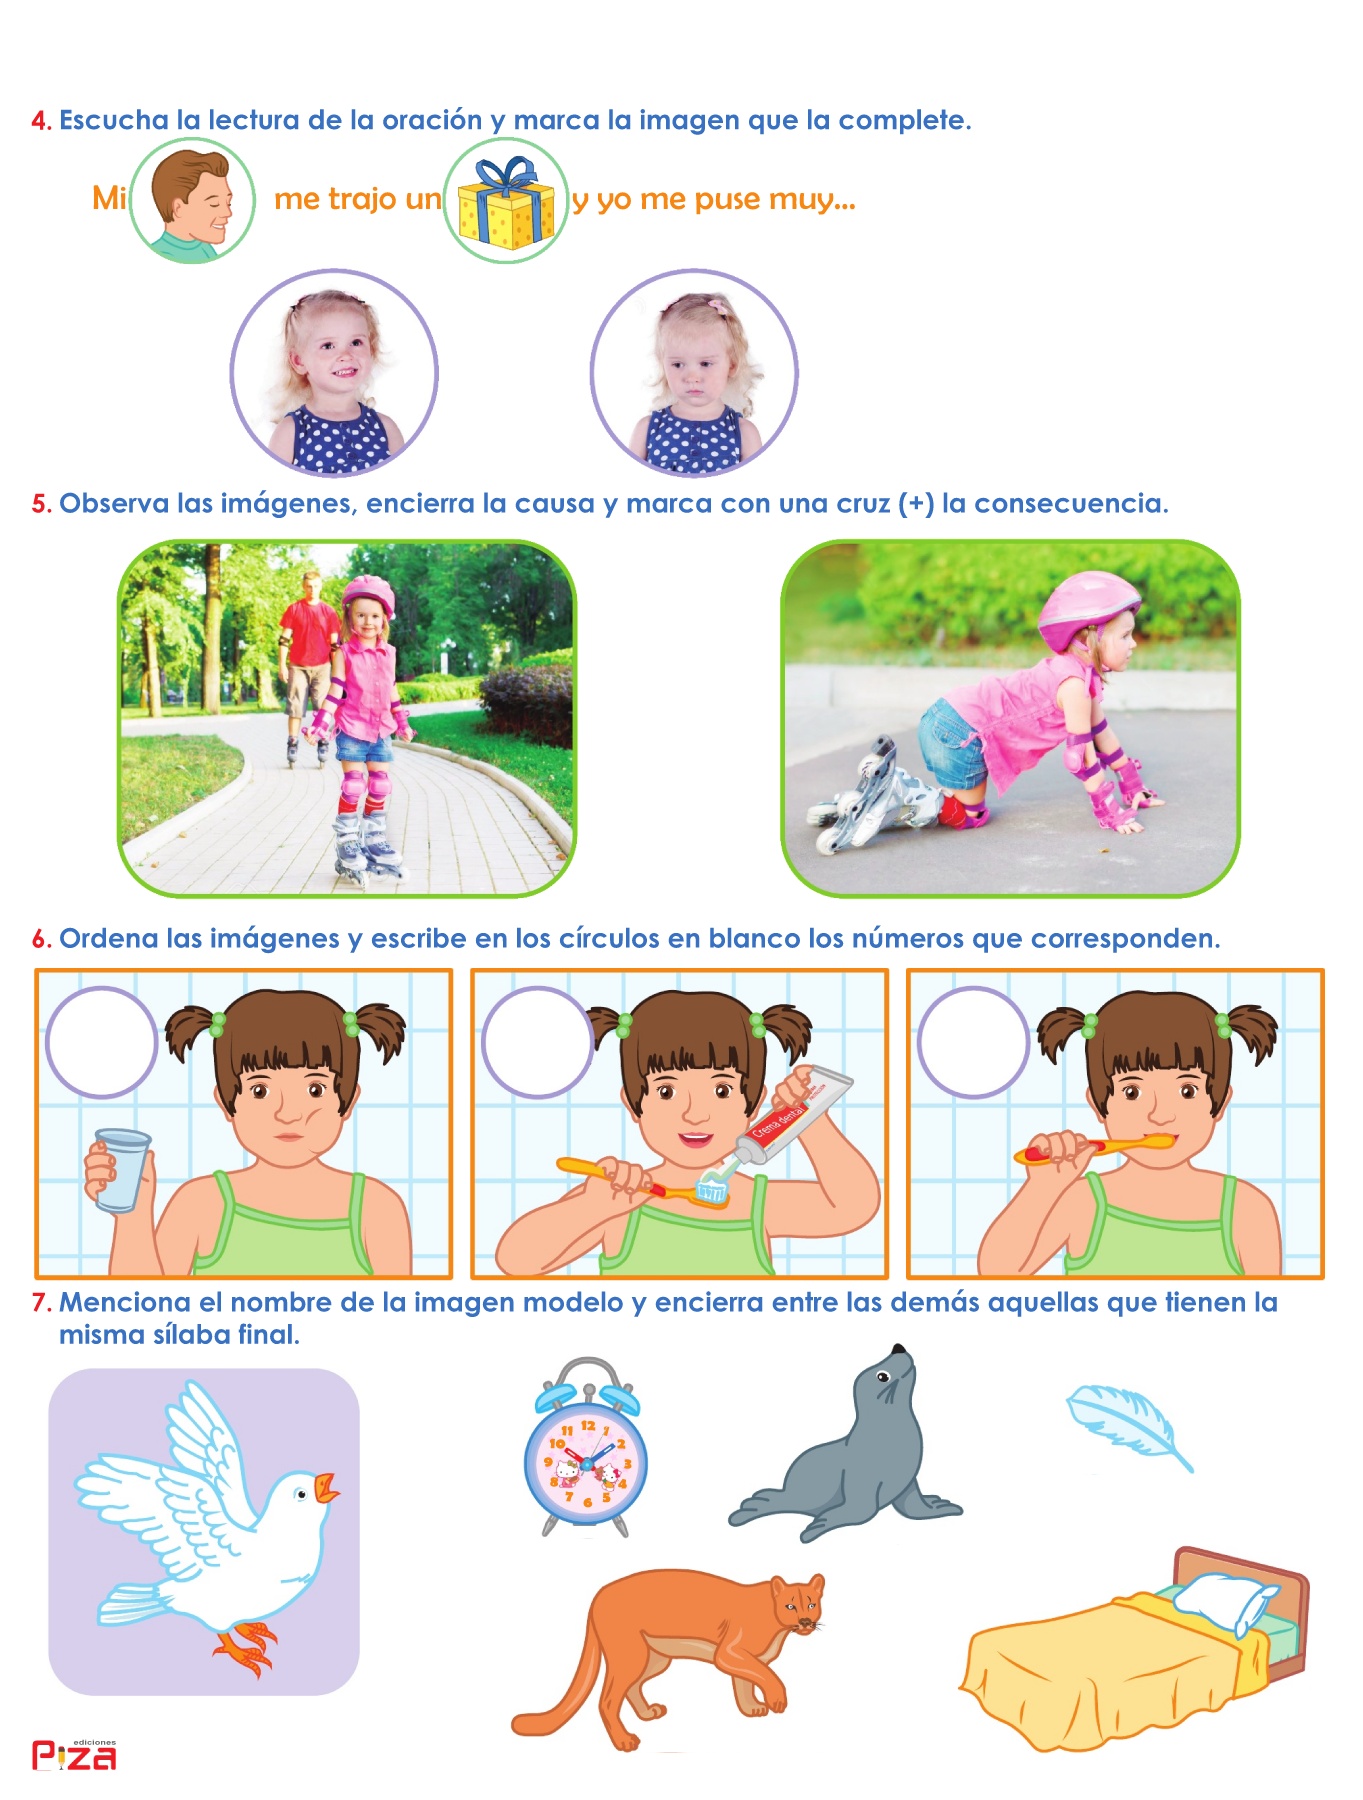 4. Escucha la lectura de la oración y marca la imagen que la complete.
Mi me trajo un y yo me puse muy...
5. Observa las imágenes, encierra la causa y marca con una cruz (+) la consecuencia.
6. Ordena las imágenes y escribe en los círculos en blanco los números que corresponden.
Crema dental
7. Menciona el nombre de la imagen modelo y encierra entre las demás aquellas que tienen la
misma sílaba final.
12
11 1
10 2
9 3
8 4
7 6 5
ediciones
Piza